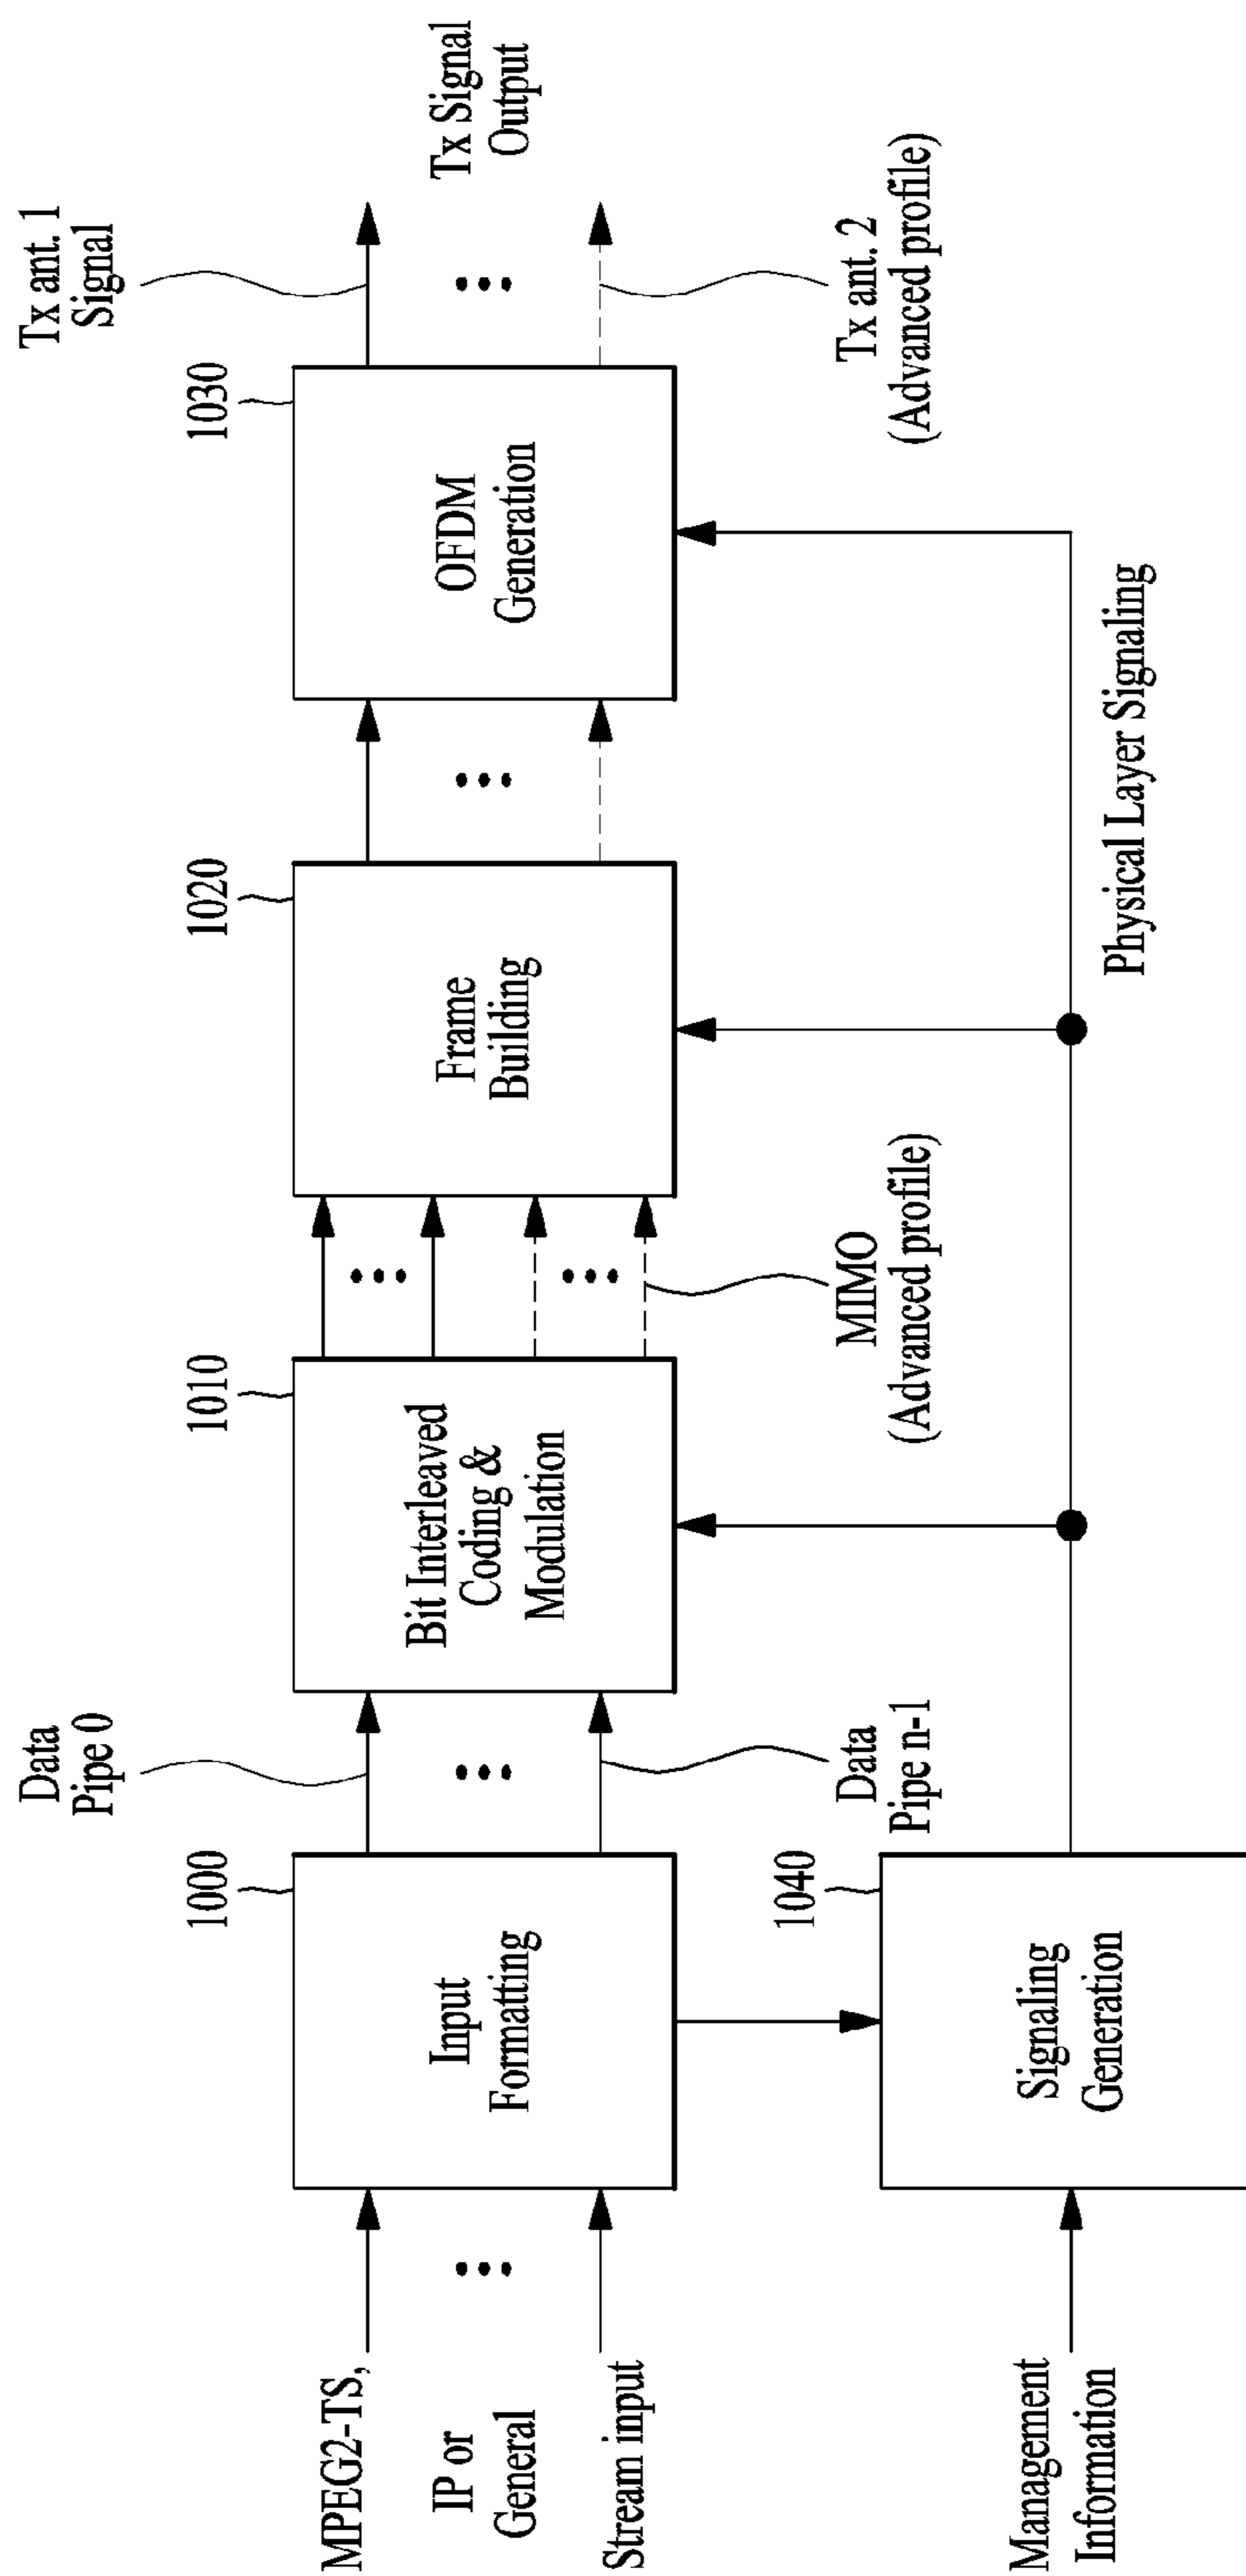 MPEG2-TS,
IP or
General
Stream input
Management
Information
1000
Input
Formatting
1040
Signaling
Generation
Data
Pipe 0
Data
Pipe n-1
1010
Bit Interleaved
Coding &
Modulation
MIMO
(Advanced profile)
1020
Frame
Building
Physical Layer Signaling
1030
OFDM
Generation
Tx ant. 1
Signal
Tx Signal
Output
Tx ant. 2
(Advanced profile)